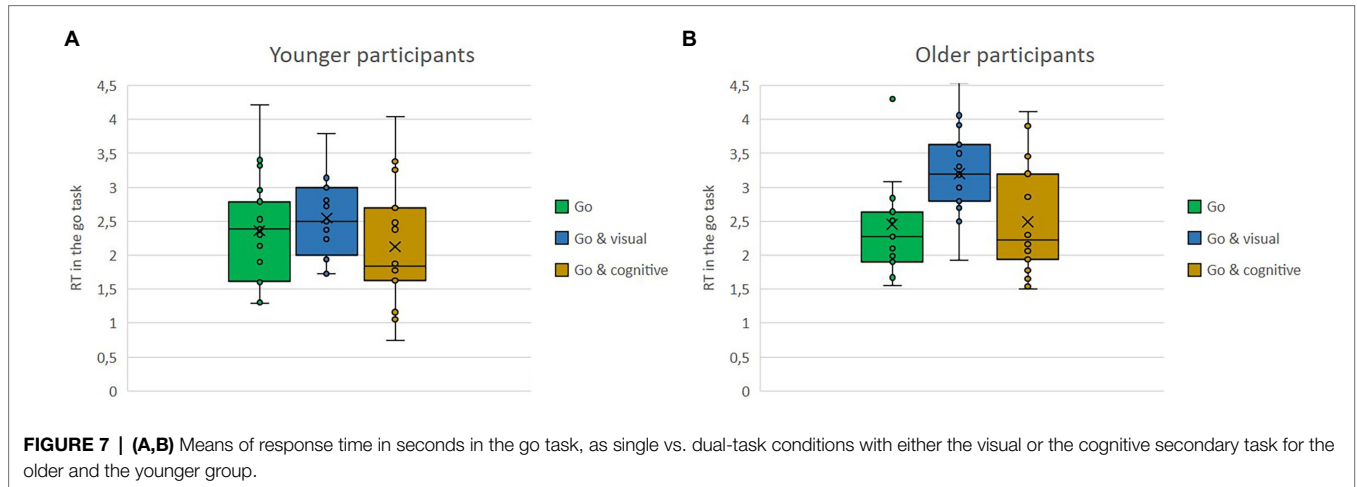 A
Younger participants
4,5
4
3,5
3
2,5
2
1,5
1
0,5
0
RT in the go task
Go
Go & visual
Go & cognitive
B
Older participants
4,5
4
3,5
3
2,5
2
1,5
1
0,5
0
RT in the go task
Go
Go & visual
Go & cognitive
FIGURE 7 | (A,B) Means of response time in seconds in the go task, as single vs. dual-task conditions with either the visual or the cognitive secondary task for the
older and the younger group.